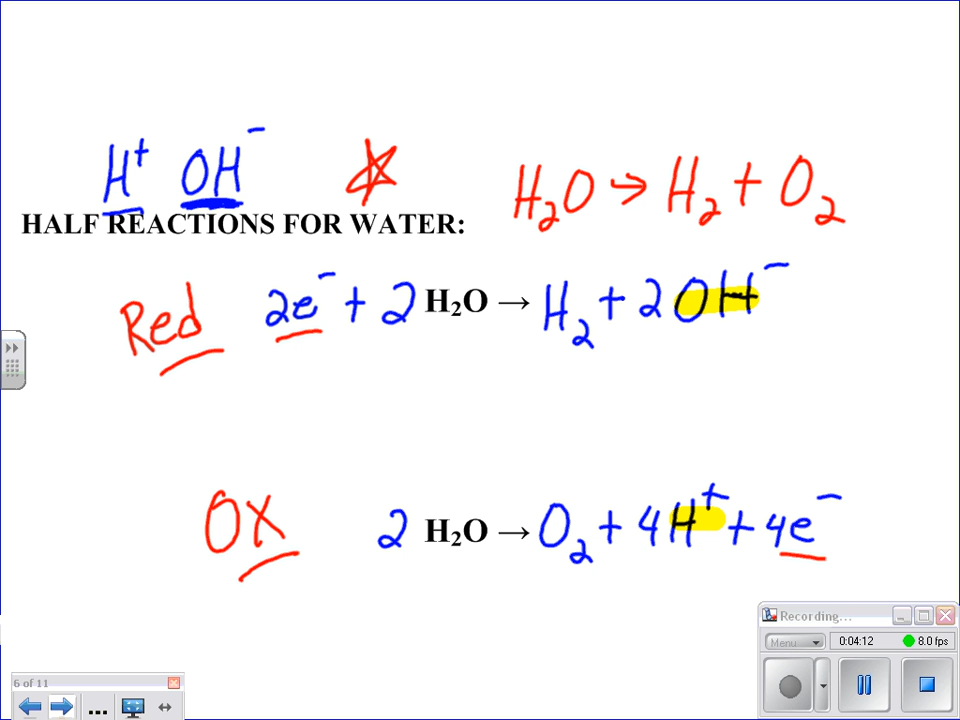 H⁺ OH⁻
H₂O → H₂ + O₂
HALF REACTIONS FOR WATER:
Red 2e⁻ + 2 H₂O → H₂ + 2OH⁻
OX 2 H₂O → O₂ + 4H⁺ + 4e⁻
Recording...
Menu 0:04:12 8.0 fps
6 of 11
...